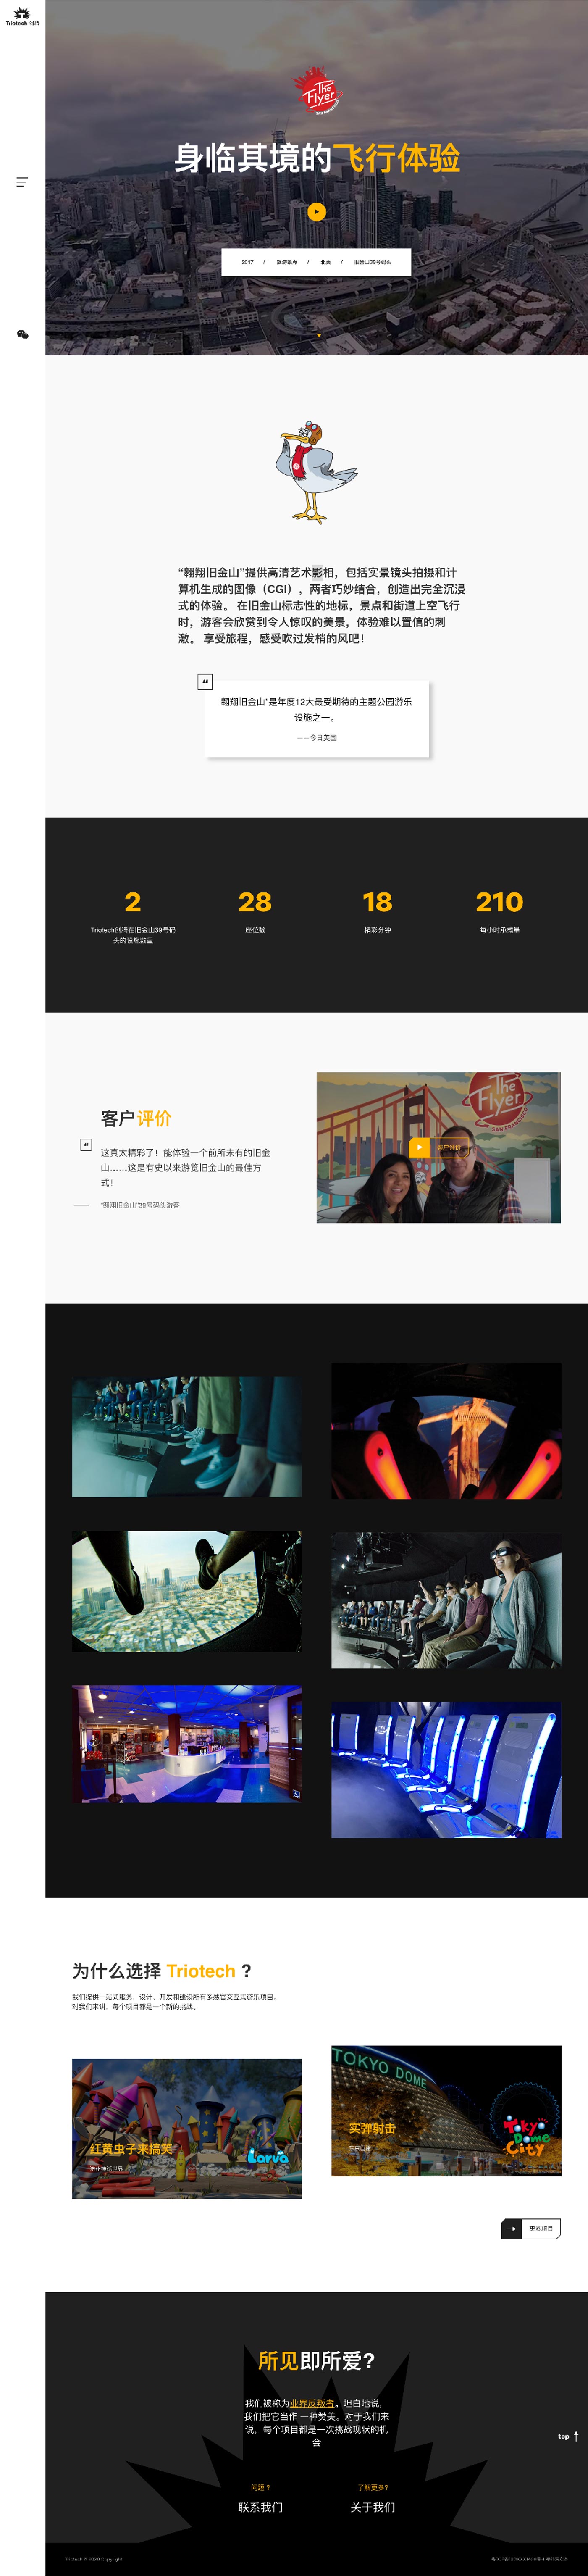 Triotech
The
Flyer
SAN FRANCISCO
身临其境的飞行体验
2017 / 旅游景点 / 北美 / 旧金山39号码头
“翱翔旧金山”提供高清艺术影相，包括实景镜头拍摄和计
算机生成的图像（CGI），两者巧妙结合，创造出完全沉浸
式的体验。 在旧金山标志性的地标，景点和街道上空飞行
时，游客会欣赏到令人惊叹的美景，体验难以置信的刺
激。 享受旅程，感受吹过发梢的风吧！
翱翔旧金山”是年度12大最受期待的主题公园游乐
设施之一。
——今日美国
2
28
18
210
Triotech创牌在旧金山39号码
头的设施数量
座位数
精彩分钟
每小时承载量
客户评价
这真太精彩了！能体验一个前所未有的旧金
山……这是有史以来游览旧金山的最佳方
式！
“翱翔旧金山”39号码头游客
The
Flyer
SAN FRANCISCO
客户评价
为什么选择 Triotech ?
我们提供一站式服务，设计、开发和建设所有多感官交互式游乐项目。
对我们来讲，每个项目都是一个新的挑战。
红黄虫子来搞笑
Larva
TOKYO DOME
实弹射击
Tokyo
Dome
City
更多项目
所见即所爱?
我们被称为业界反叛者。坦白地说，
我们把它当作 一种赞美。对于我们来
说，每个项目都是一次挑战现状的机
会
top
问题 ?
了解更多?
联系我们
关于我们
Triotech © 2020 Copyright